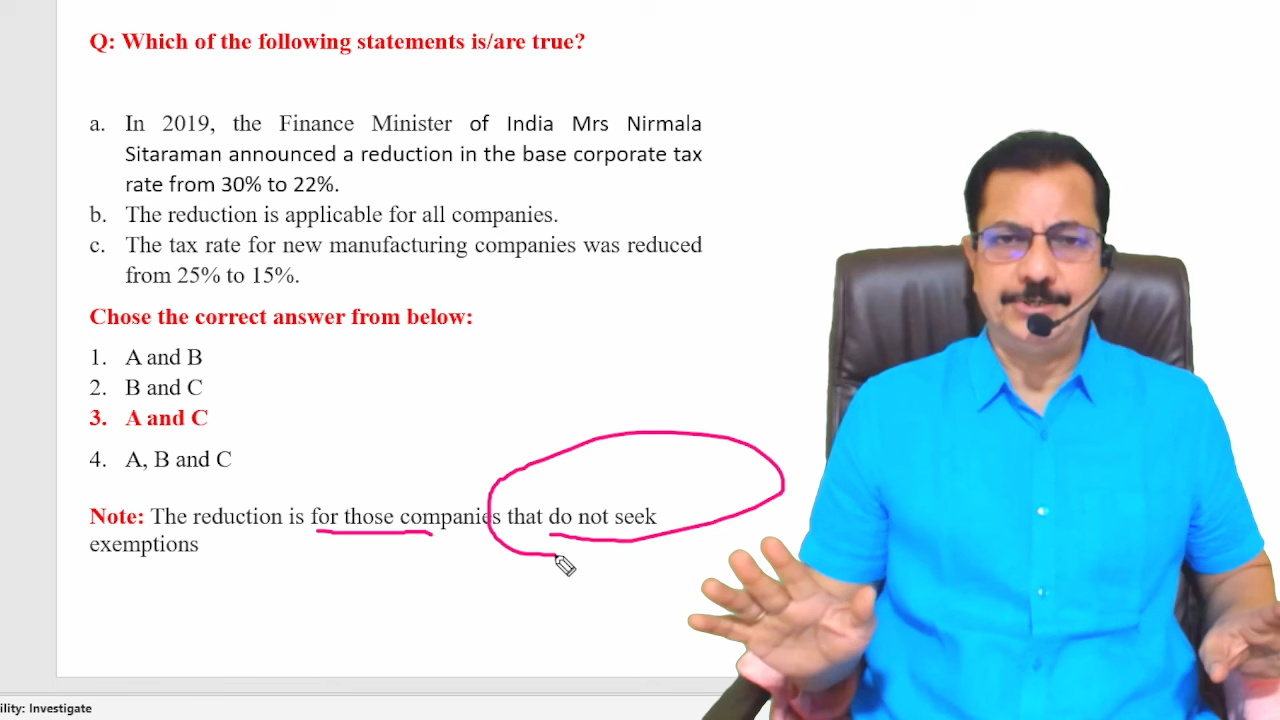 Q: Which of the following statements is/are true?
a. In 2019, the Finance Minister of India Mrs Nirmala
Sitaraman announced a reduction in the base corporate tax
rate from 30% to 22%.
b. The reduction is applicable for all companies.
c. The tax rate for new manufacturing companies was reduced
from 25% to 15%.
Chose the correct answer from below:
1. A and B
2. B and C
3. A and C
4. A, B and C
Note: The reduction is for those companies that do not seek
exemptions
ility: Investigate